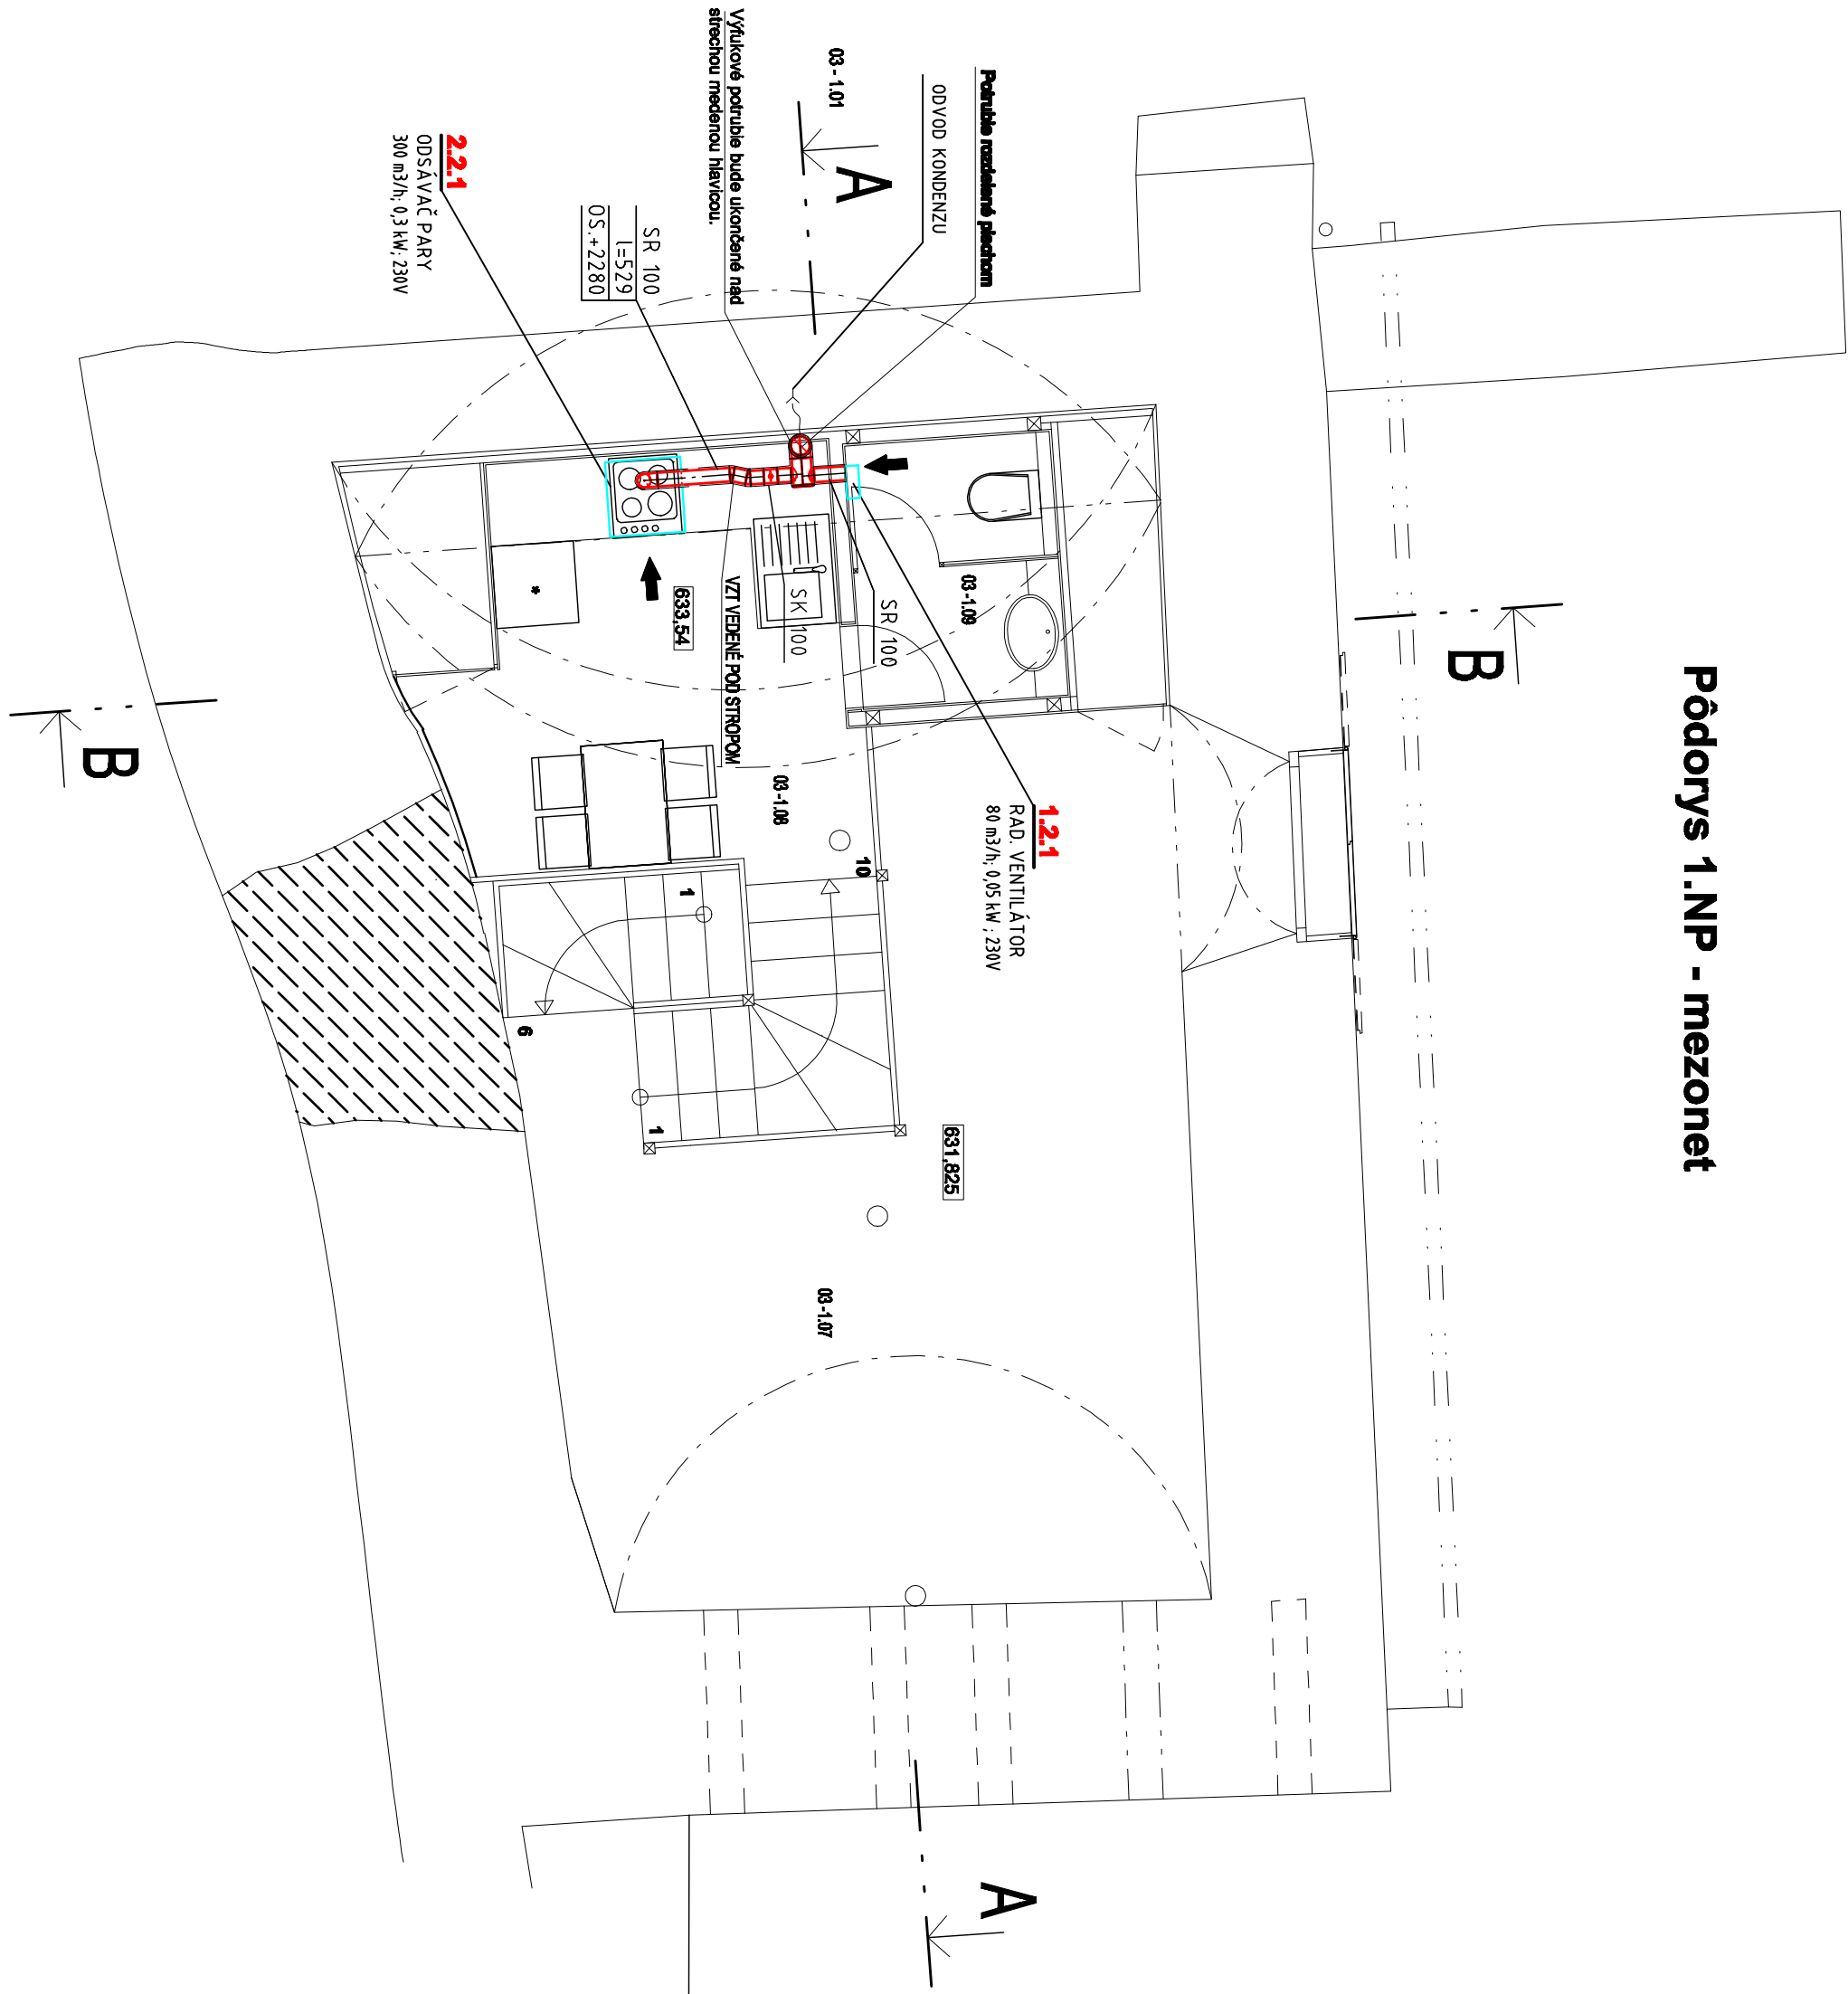 Pôdorys 1.NP - mezonet
B
B
A
A
Potrubie rozdelené plechom
ODVOD KONDENZU
03 - 1.01
Výfukové potrubie bude ukončené nad
strechou medenou hlavicou.
SR 100
l=529
OS.+2280
2.2.1
ODSÁVAČ PARY
300 m3/h; 0,3 kW; 230V
03-1.09
SR 100
SK 100
VZT VEDENÉ POD STROPOM
633,54
1.2.1
RAD. VENTILÁTOR
80 m3/h; 0,05 kW ; 230V
03-1.08
10
1
6
1
631,825
03-1.07